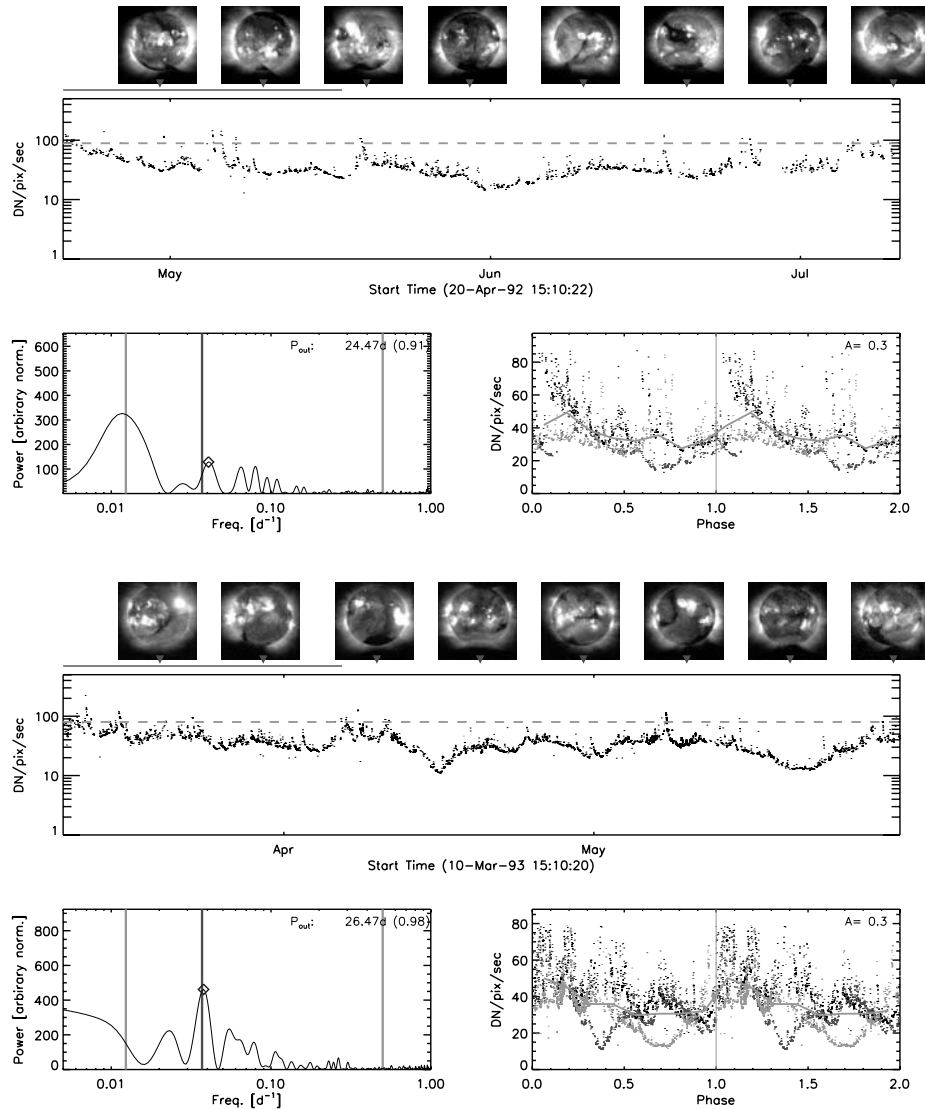 100
10
1
DN/pix/sec
May
Jun
Jul
Start Time (20-Apr-92 15:10:22)
600
500
400
300
200
100
Power [arbirary norm.]
P_out: 24.47d (0.91)
0.01
0.10
1.00
Freq. [d⁻¹]
80
60
40
20
0
DN/pix/sec
A= 0.3
0.0
0.5
1.0
1.5
2.0
Phase
100
10
1
DN/pix/sec
Apr
May
Start Time (10-Mar-93 15:10:20)
800
600
400
200
0
Power [arbitrary norm.]
P_out: 26.47d (0.98)
0.01
0.10
1.00
Freq. [d⁻¹]
80
60
40
20
0
DN/pix/sec
A= 0.3
0.0
0.5
1.0
1.5
2.0
Phase